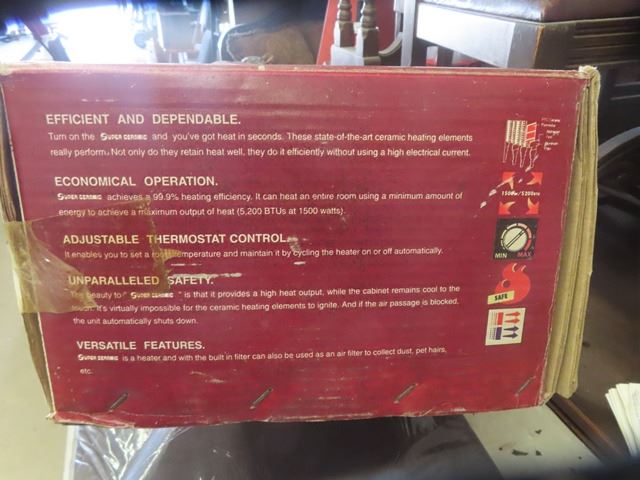 EFFICIENT AND DEPENDABLE.
Turn on the SUPER CERAMIC and you've got heat in seconds. These state-of-the-art ceramic heating elements
really perform. Not only do they retain heat well, they do it efficiently without using a high electrical current.
ECONOMICAL OPERATION.
SUPER CERAMIC achieves a 99.9% heating efficiency. It can heat an entire room using a minimum amount of
energy to achieve a maximum output of heat (5,200 BTUs at 1500 watts).
1500W/5200BTU
ADJUSTABLE THERMOSTAT CONTROL.
It enables you to set a room temperature and maintain it by cycling the heater on or off automatically.
MIN MAX
UNPARALLELED SAFETY.
The beauty to " SUPER CERAMIC " is that it provides a high heat output, while the cabinet remains cool to the
touch. It's virtually impossible for the ceramic heating elements to ignite. And if the air passage is blocked,
the unit automatically shuts down.
SAFE
VERSATILE FEATURES.
SUPER CERAMIC is a heater and with the built in filter can also be used as an air filter to collect dust, pet hairs,
etc.